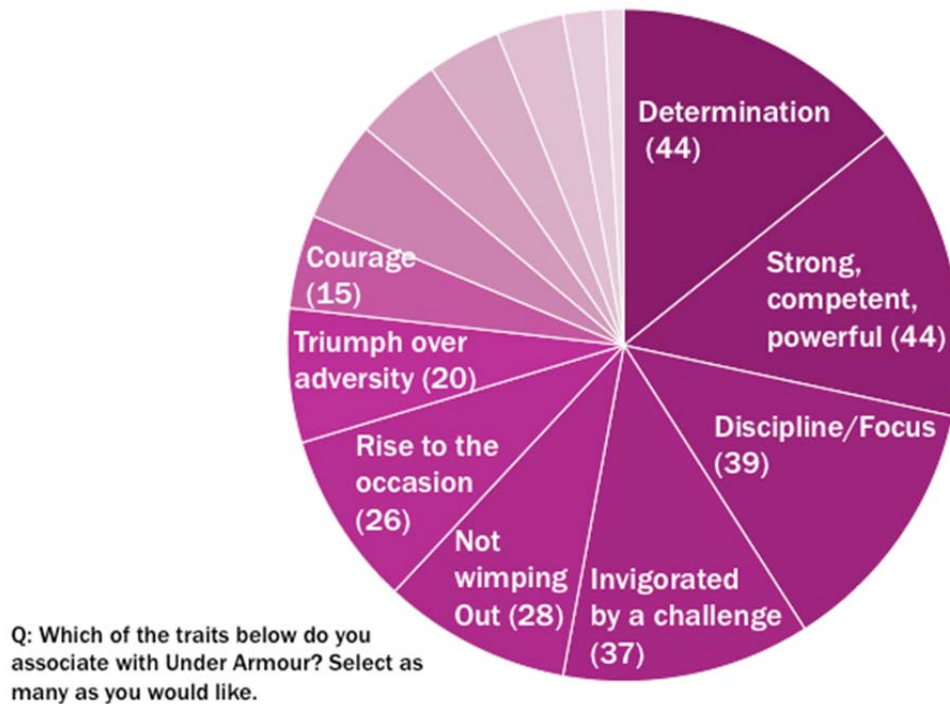 Determination
(44)
Strong,
competent,
powerful (44)
Discipline/Focus
(39)
Invigorated
by a challenge
(37)
Not
wimping
Out (28)
Rise to the
occasion
(26)
Triumph over
adversity (20)
Courage
(15)
Q: Which of the traits below do you
associate with Under Armour? Select as
many as you would like.